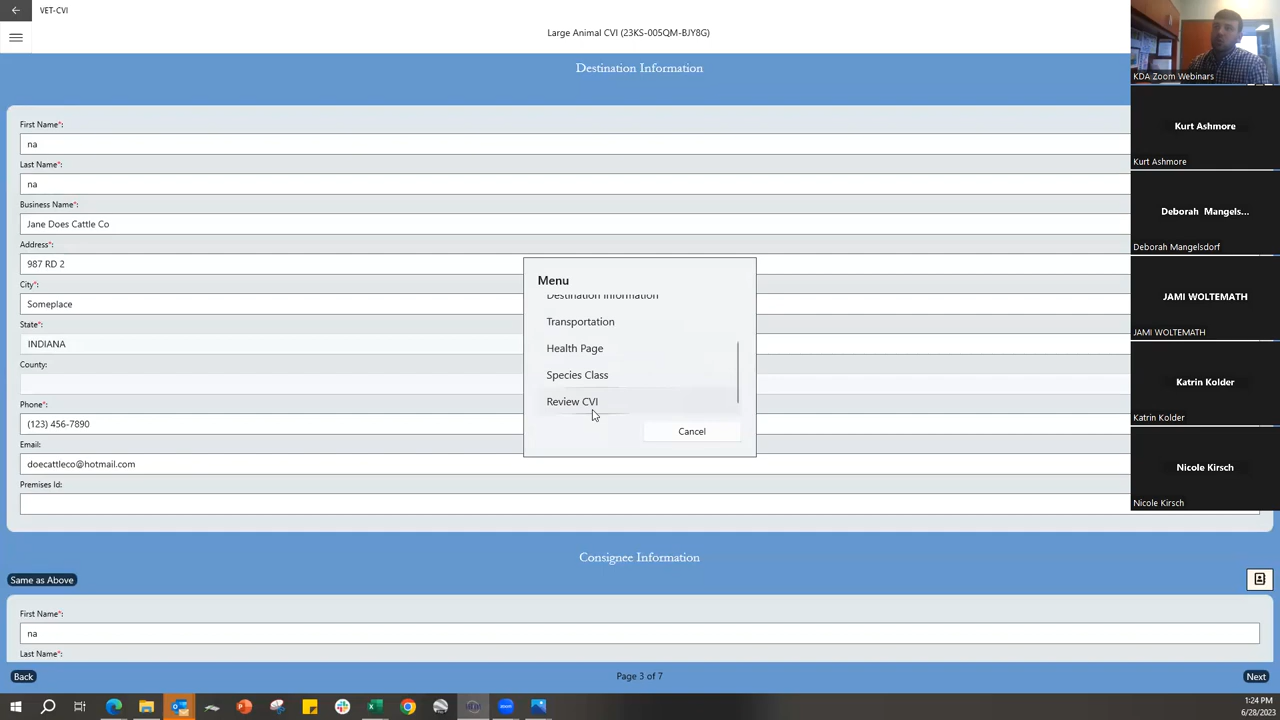 VET-CVI
Large Animal CVI (23KS-005QM-BJY8G)
Destination Information
First Name*:
na
Last Name*:
na
Business Name*:
Jane Does Cattle Co
Address*:
987 RD 2
City*:
Someplace
State*:
INDIANA
County:
Phone*:
(123) 456-7890
Email:
doecattleco@hotmail.com
Premises Id:
Menu
Destination Information
Transportation
Health Page
Species Class
Review CVI
Cancel
Consignee Information
Same as Above
First Name*:
na
Last Name*:
Back
Page 3 of 7
Next
KDA Zoom Webinars
Kurt Ashmore
Kurt Ashmore
Deborah Mangels...
Deborah Mangelsdorf
JAMI WOLTEMATH
JAMI WOLTEMATH
Katrin Kolder
Katrin Kolder
Nicole Kirsch
Nicole Kirsch
1:24 PM
6/28/2023